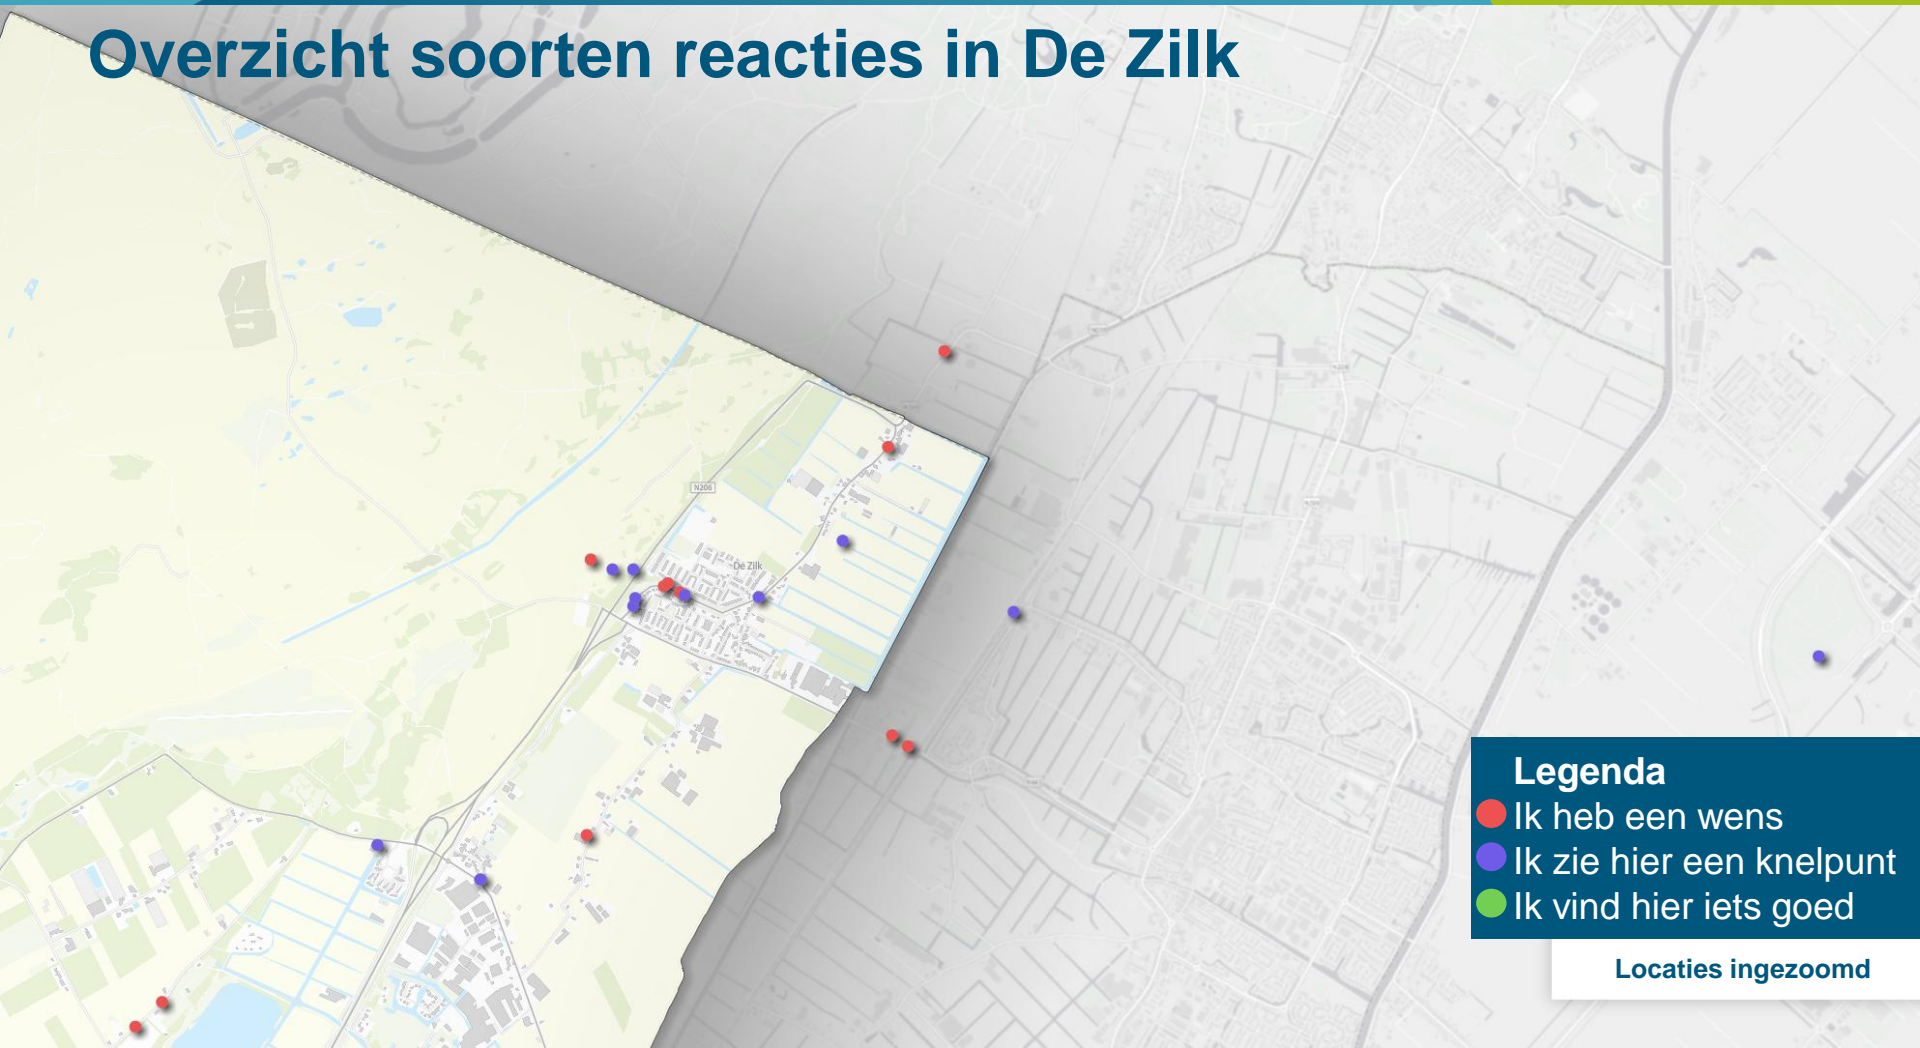 Overzicht soorten reacties in De Zilk
N206
De Zilk
Legenda
Ik heb een wens
Ik zie hier een knelpunt
Ik vind hier iets goed
Locaties ingezoomd